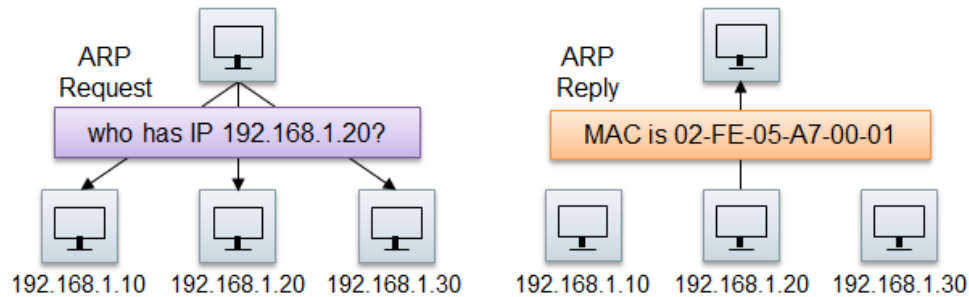 ARP
Request
who has IP 192.168.1.20?
192.168.1.10 192.168.1.20 192.168.1.30
ARP
Reply
MAC is 02-FE-05-A7-00-01
192.168.1.10 192.168.1.20 192.168.1.30